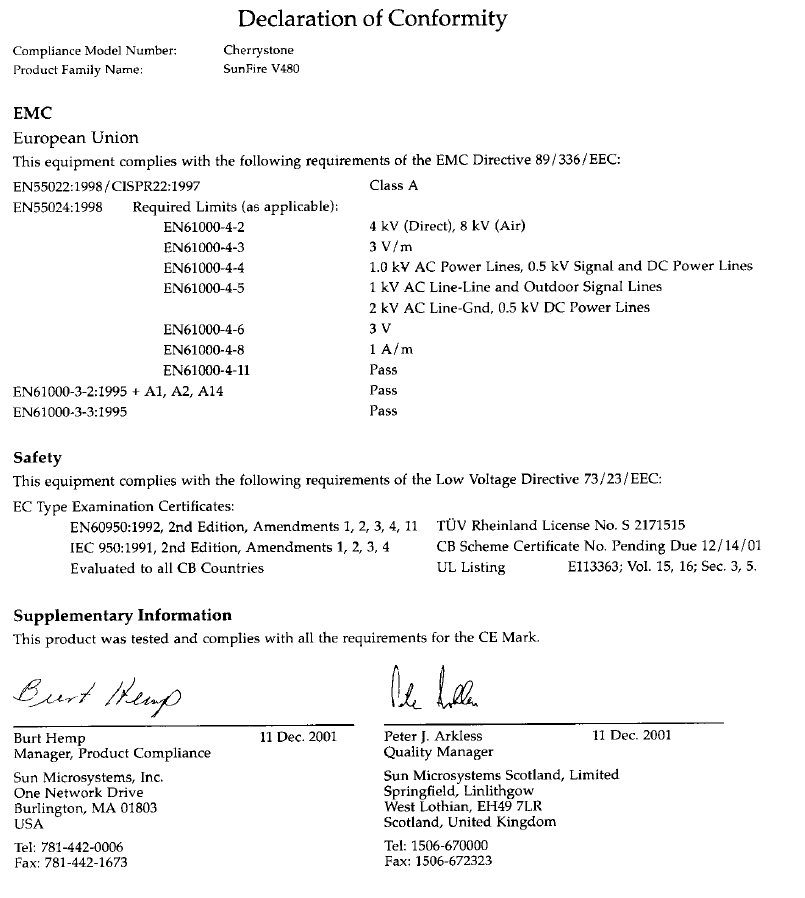 Declaration of Conformity
Compliance Model Number: Cherrystone
Product Family Name: SunFire V480
EMC
European Union
This equipment complies with the following requirements of the EMC Directive 89/336/EEC:
EN55022:1998/CISPR22:1997 Class A
EN55024:1998 Required Limits (as applicable):
EN61000-4-2 4 kV (Direct), 8 kV (Air)
EN61000-4-3 3 V/m
EN61000-4-4 1.0 kV AC Power Lines, 0.5 kV Signal and DC Power Lines
EN61000-4-5 1 kV AC Line-Line and Outdoor Signal Lines
2 kV AC Line-Gnd, 0.5 kV DC Power Lines
EN61000-4-6 3 V
EN61000-4-8 1 A/m
EN61000-4-11 Pass
EN61000-3-2:1995 + A1, A2, A14 Pass
EN61000-3-3:1995 Pass
Safety
This equipment complies with the following requirements of the Low Voltage Directive 73/23/EEC:
EC Type Examination Certificates:
EN60950:1992, 2nd Edition, Amendments 1, 2, 3, 4, 11 TÜV Rheinland License No. S 2171515
IEC 950:1991, 2nd Edition, Amendments 1, 2, 3, 4 CB Scheme Certificate No. Pending Due 12/14/01
Evaluated to all CB Countries UL Listing E113363; Vol. 15, 16; Sec. 3, 5.
Supplementary Information
This product was tested and complies with all the requirements for the CE Mark.
Burt Hemp
Burt Hemp 11 Dec. 2001
Manager, Product Compliance
Sun Microsystems, Inc.
One Network Drive
Burlington, MA 01803
USA
Tel: 781-442-0006
Fax: 781-442-1673
Peter J. Arkless 11 Dec. 2001
Quality Manager
Sun Microsystems Scotland, Limited
Springfield, Linlithgow
West Lothian, EH49 7LR
Scotland, United Kingdom
Tel: 1506-670000
Fax: 1506-672323